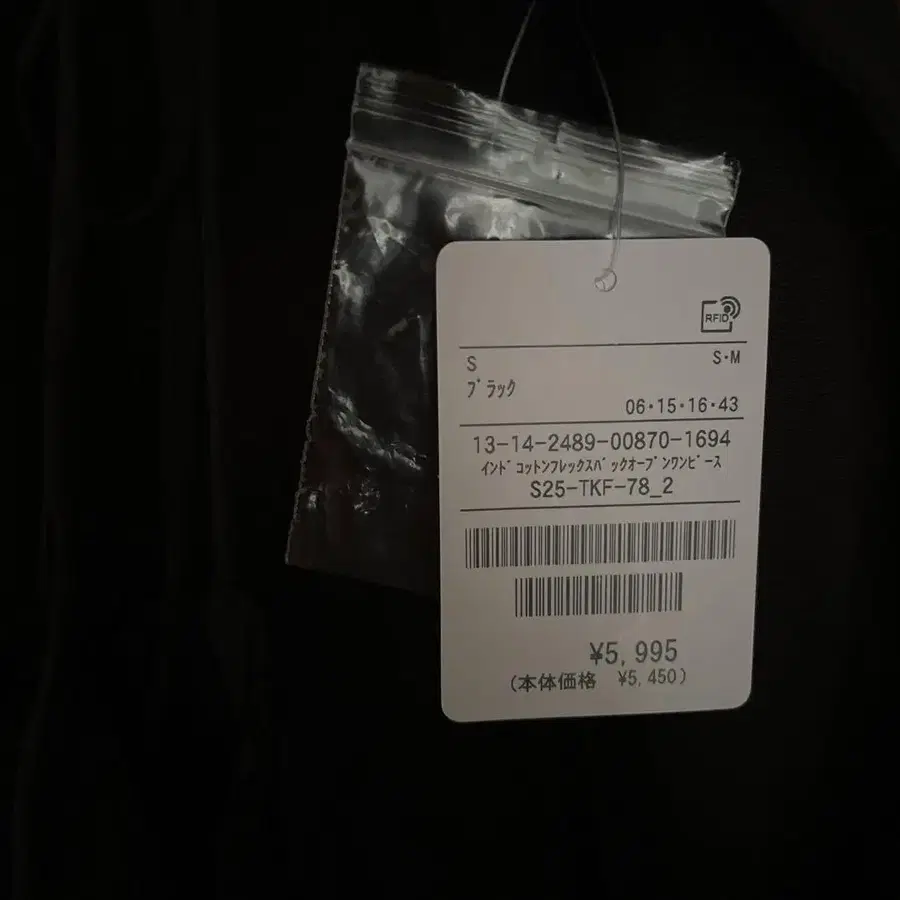 RFID
S S･M
ﾌﾞﾗｯｸ
06･15･16･43
13-14-2489-00870-1694
ｲﾝﾄﾞｺｯﾄﾝﾌﾚｯｸｽﾊﾞｯｸｵｰﾌﾟﾝﾜﾝﾋﾟｰｽ
S25-TKF-78_2
¥5,995
(本体価格 ¥5,450)